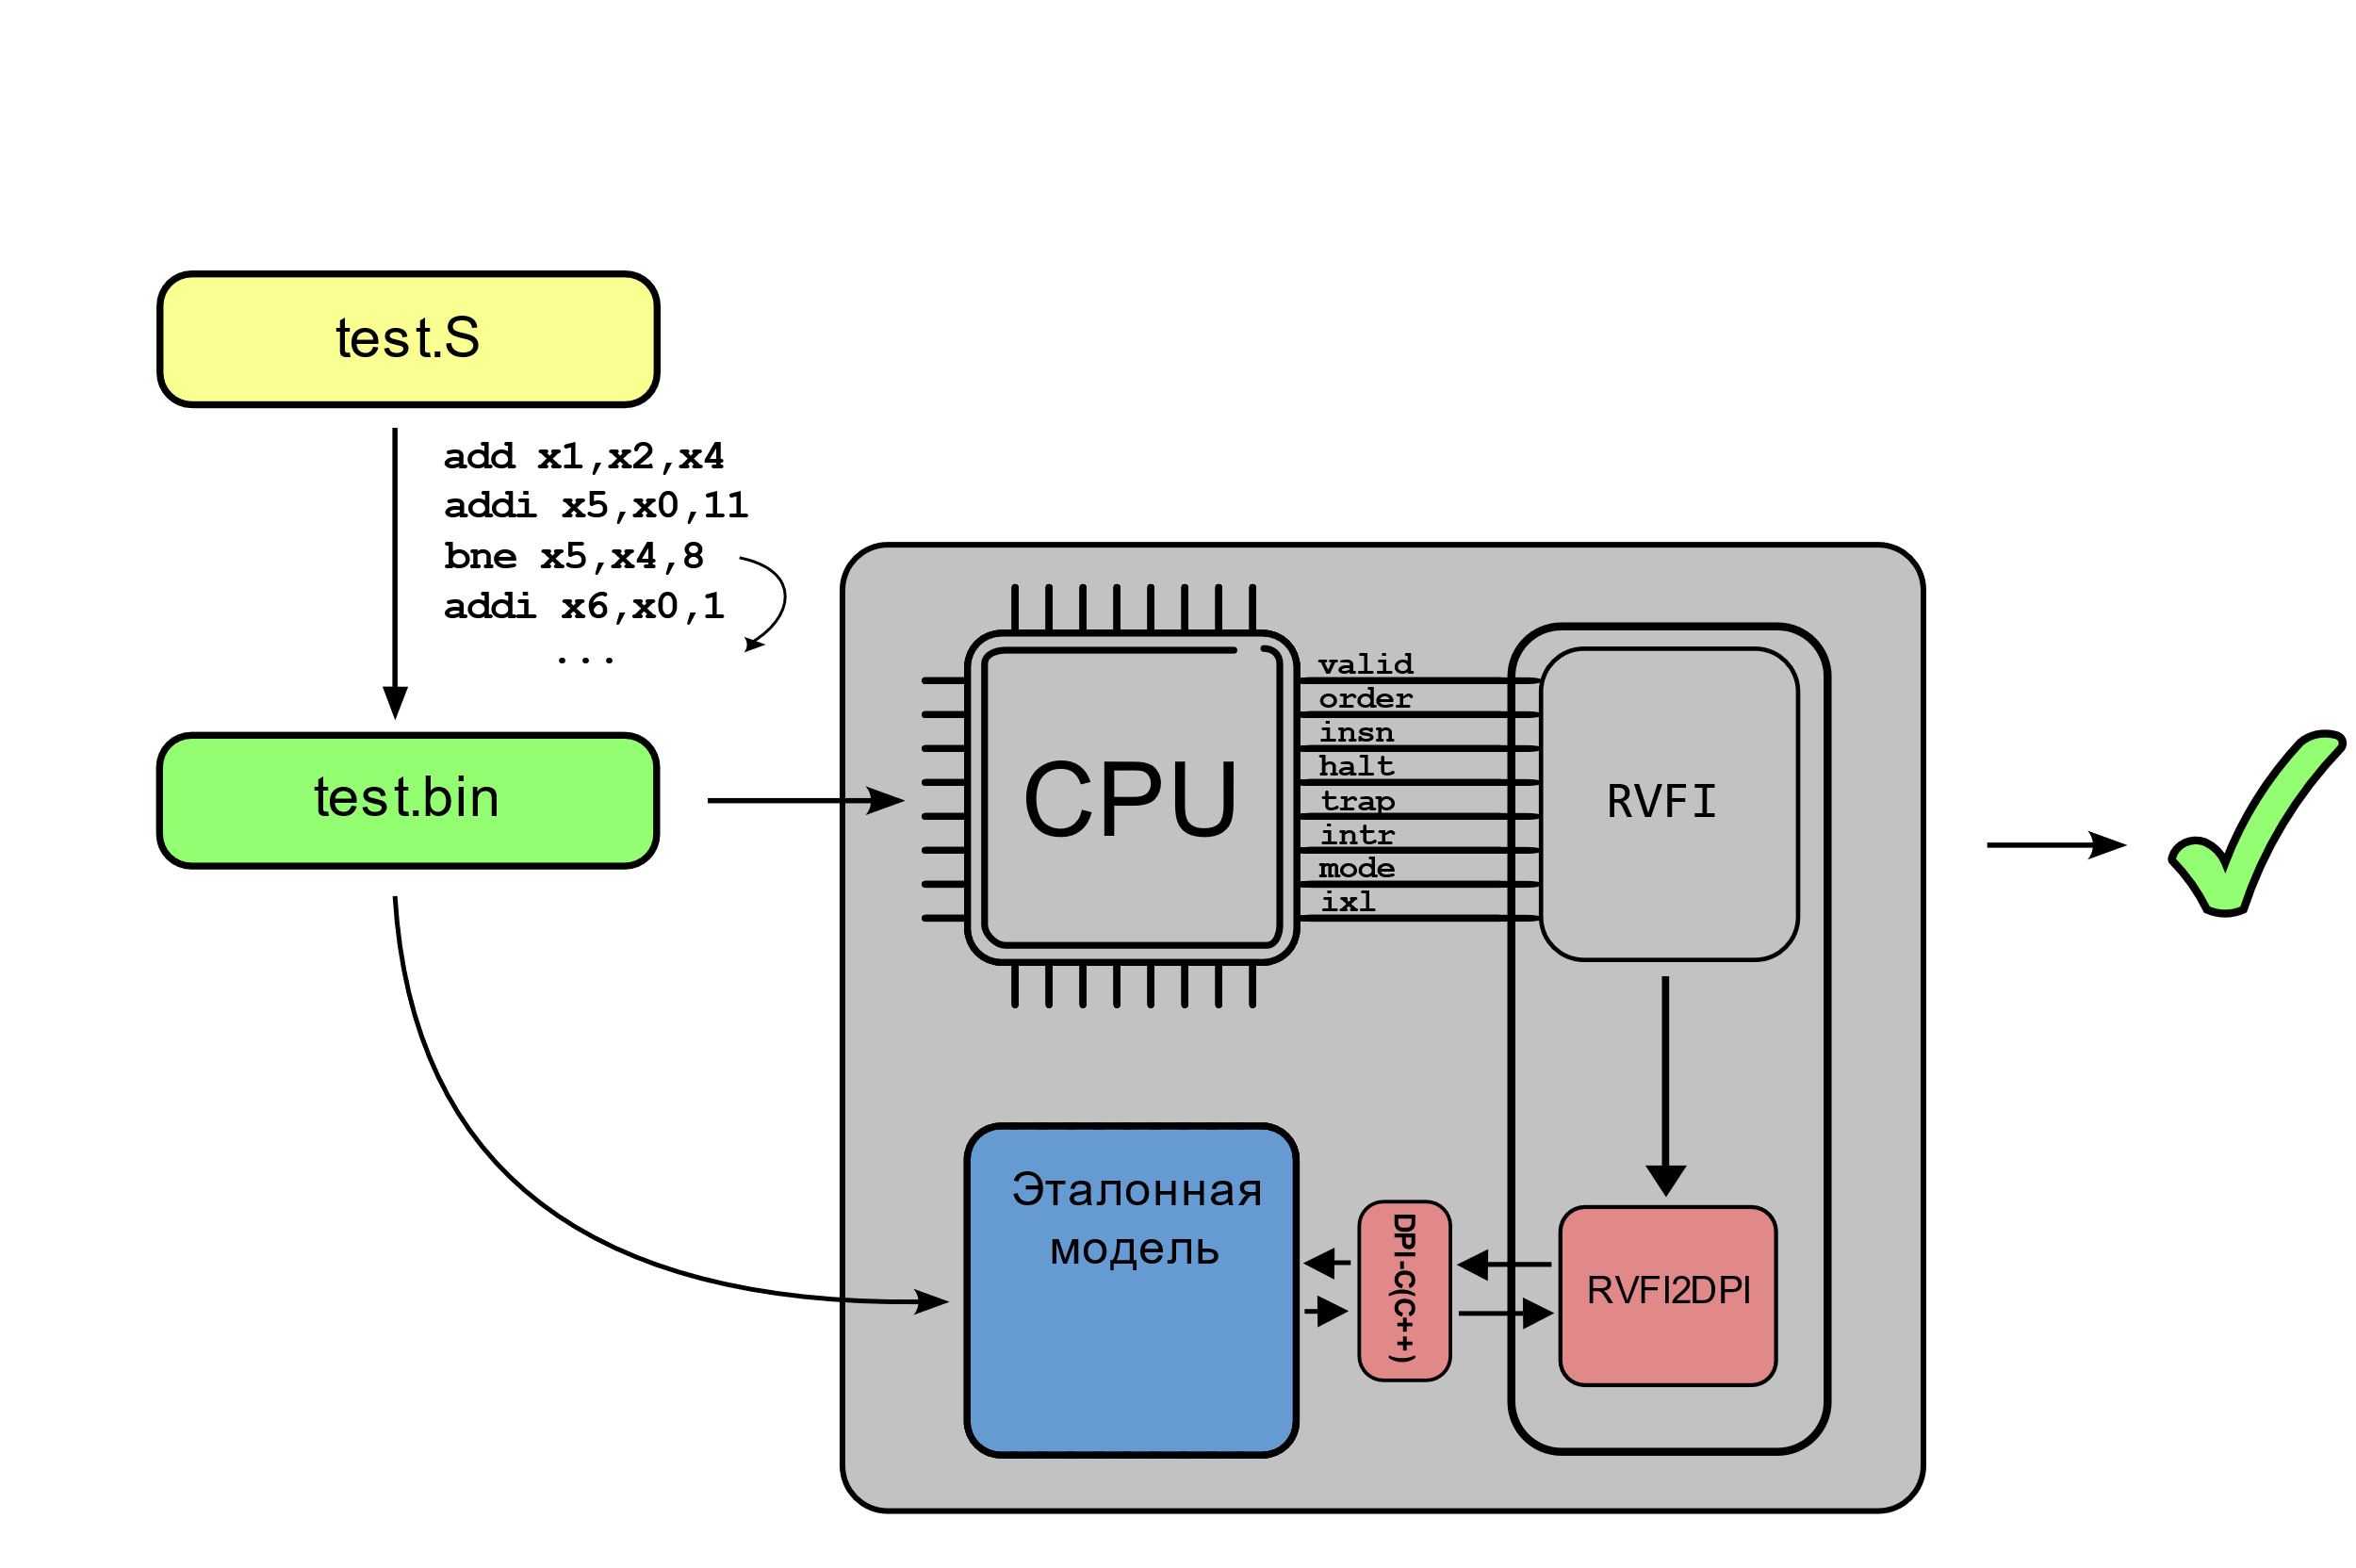 test.S
add x1,x2,x4
addi x5,x0,11
bne x5,x4,8
addi x6,x0,1
...
test.bin
CPU
valid
order
insn
halt
trap
intr
mode
ixl
RVFI
Эталонная
модель
DPI-C(C++)
RVFI2DPI